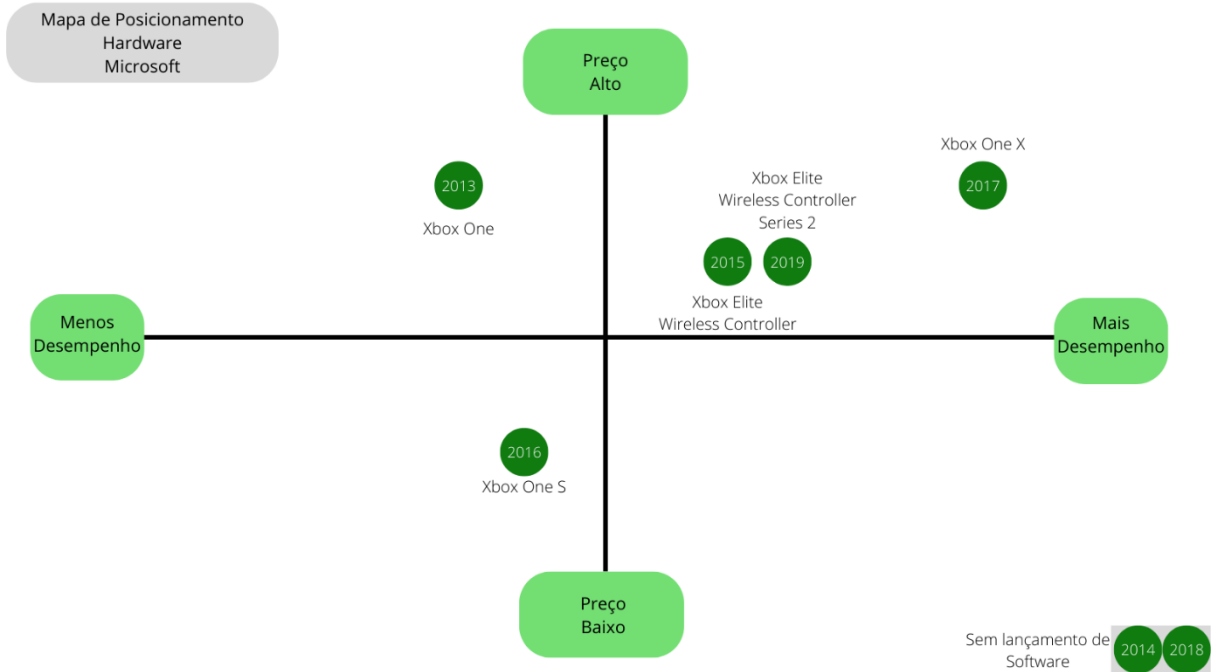 Mapa de Posicionamento
Hardware
Microsoft
Preço
Alto
Xbox One X
2017
2013
Xbox One
Xbox Elite
Wireless Controller
Series 2
2015
2019
Xbox Elite
Wireless Controller
Menos
Desempenho
Mais
Desempenho
2016
Xbox One S
Preço
Baixo
Sem lançamento de
Software
2014
2018